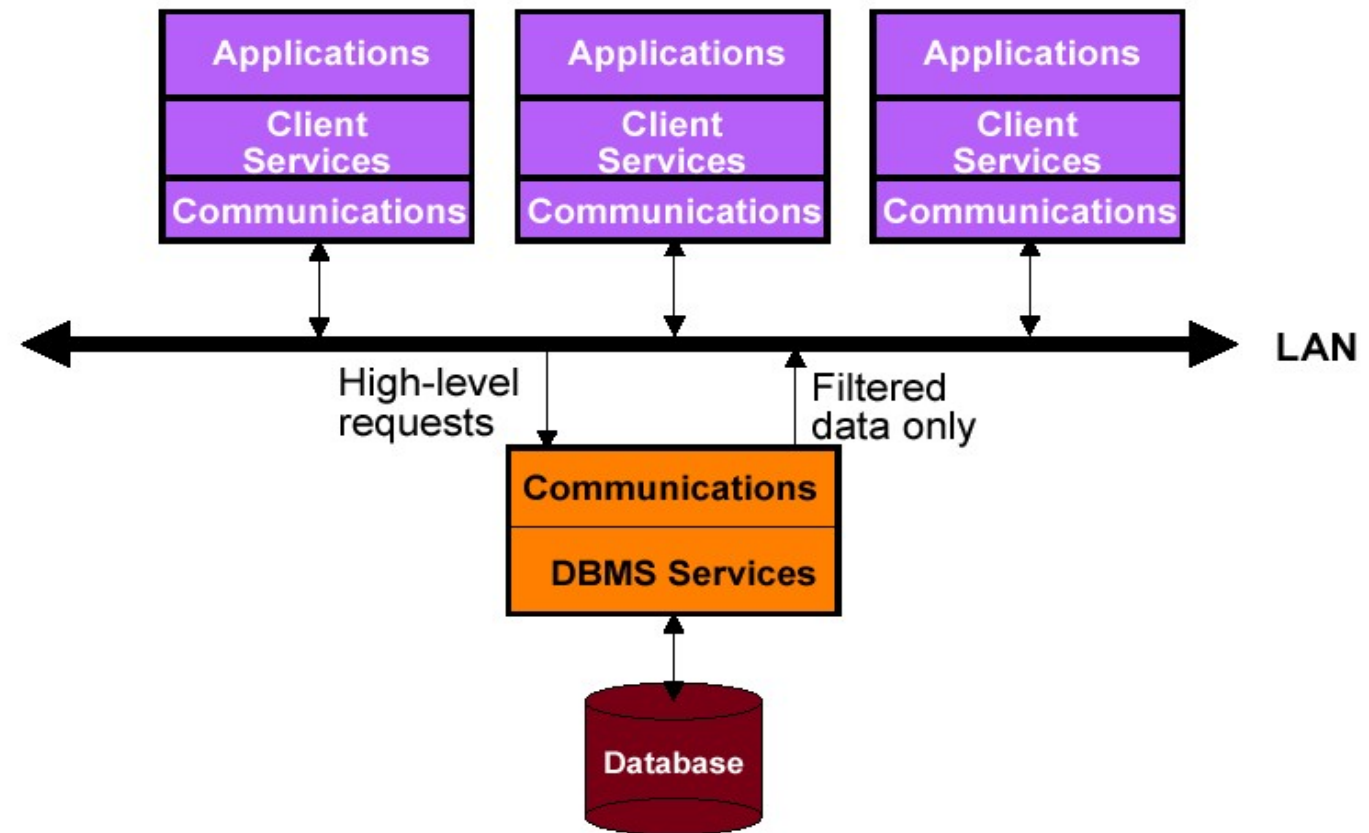 Applications
Client
Services
Communications
Applications
Client
Services
Communications
Applications
Client
Services
Communications
LAN
High-level
requests
Filtered
data only
Communications
DBMS Services
Database